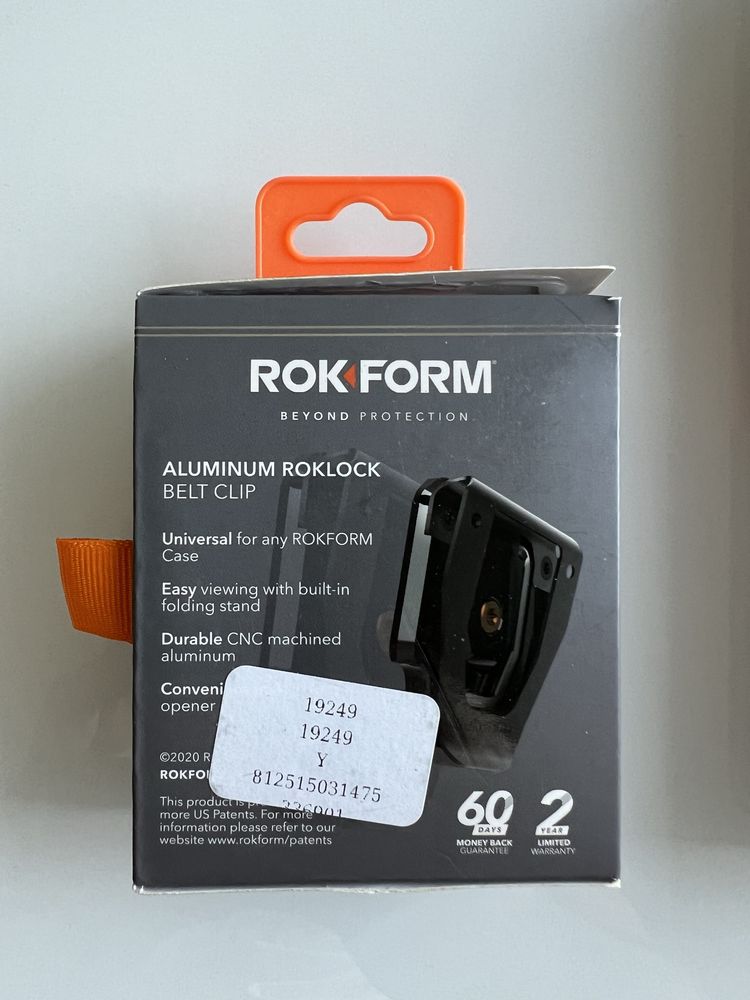 ROKFORM
BEYOND PROTECTION
ALUMINUM ROKLOCK
BELT CLIP
Universal for any ROKFORM
Case
Easy viewing with built-in
folding stand
Durable CNC machined
aluminum
opener
19249
19249
Y
812515031475
©2020
This product is
more US Patents. For more
information please refer to our
website www.rokform/patents
60
DAYS
MONEY BACK
GUARANTEE
2
YEAR
LIMITED
WARRANTY